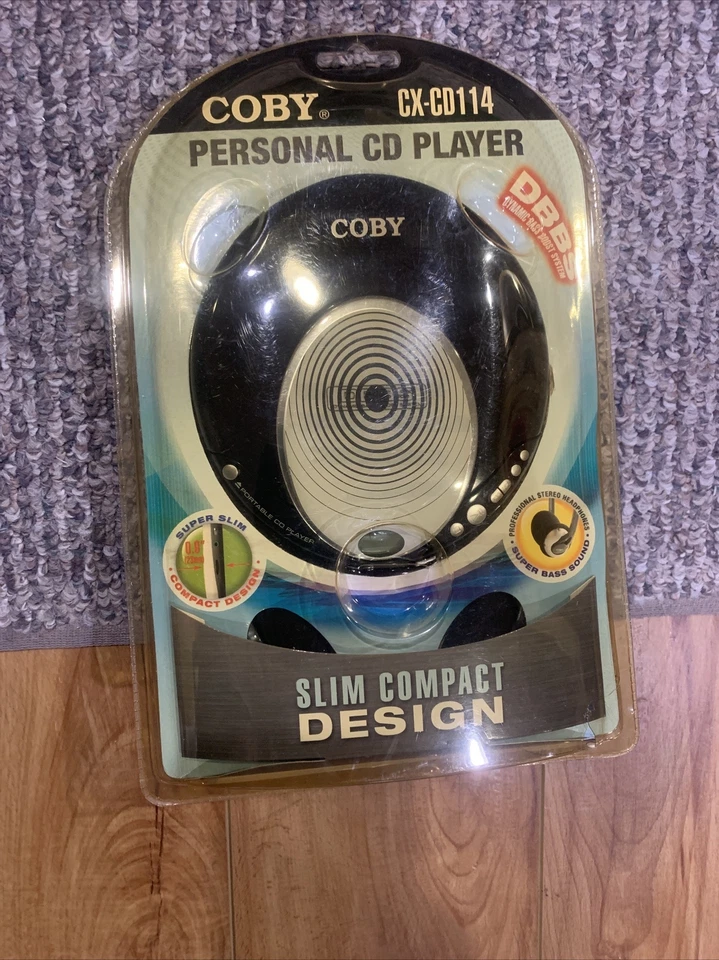 COBY®
CX-CD114
PERSONAL CD PLAYER
DBBS
DYNAMIC BASS BOOST SYSTEM
COBY
PORTABLE CD PLAYER
SUPER SLIM
COMPACT DESIGN
PROFESSIONAL STEREO HEADPHONES
SUPER BASS SOUND
SLIM COMPACT
DESIGN